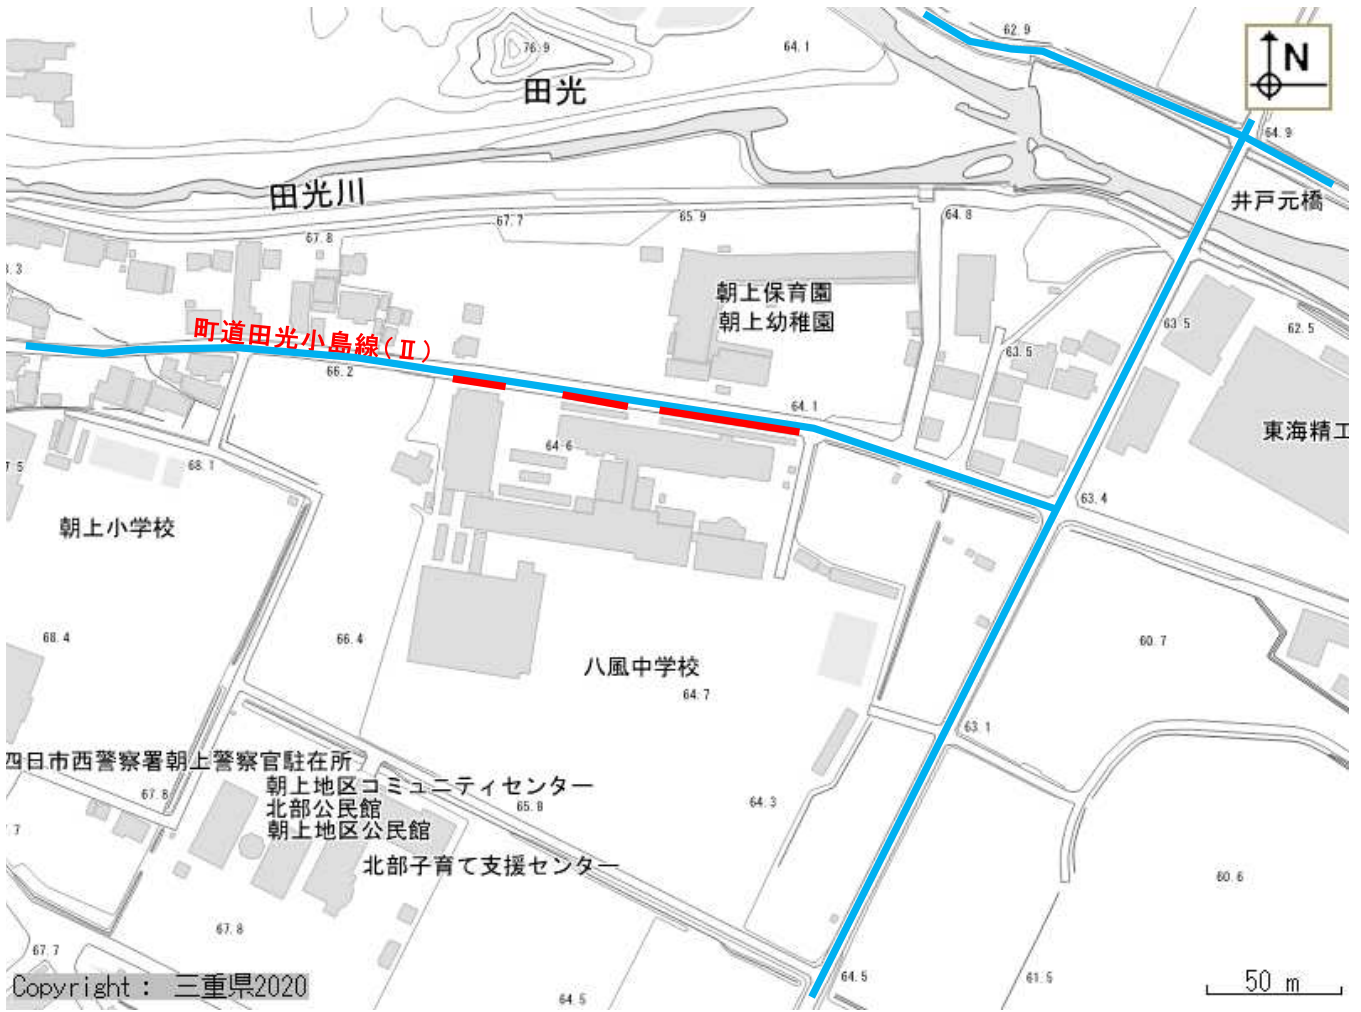 62.9
76.9
64.1
N
田光
64.9
田光川
井戸元橋
67.7
65.9
64.8
67.8
朝上保育園
朝上幼稚園
63.5
62.5
町道田光小島線(Ⅱ)
63.5
66.2
64.1
東海精工
64.6
68.1
63.4
朝上小学校
68.4
66.4
60.7
八風中学校
64.7
63.1
四日市西警察署朝上警察官駐在所
朝上地区コミュニティセンター
67.8
北部公民館
65.8
64.3
朝上地区公民館
北部子育て支援センター
60.6
67.8
67.7
64.5
61.5
50 m
Copyright : 三重県2020
64.5